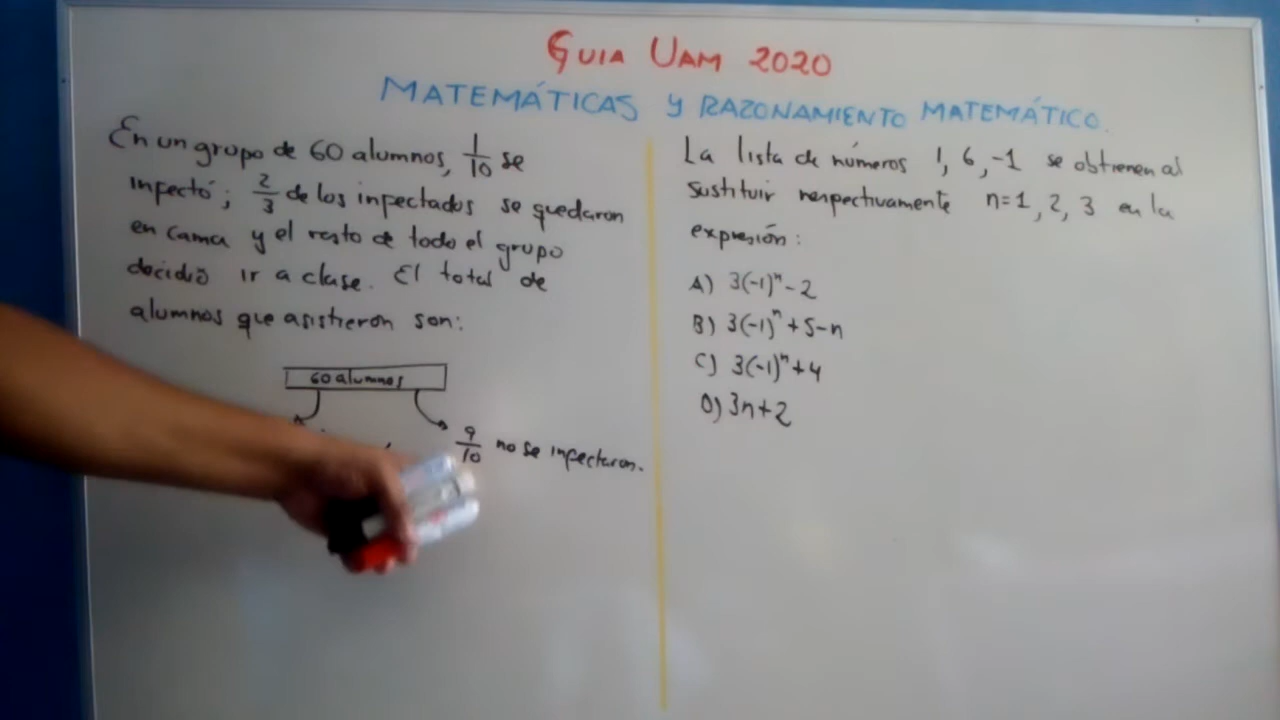 GUIA UAM 2020
MATEMÁTICAS Y RAZONAMIENTO MATEMÁTICO.
En un grupo de 60 alumnos, 1/10 se
infectó; 2/3 de los infectados se quedaron
en cama y el resto de todo el grupo
decidió ir a clase. El total de
alumnos que asistieron son:
60 alumnos
9/10 no se infectaron.
La lista de números 1, 6, -1 se obtienen al
sustituir respectivamente n=1, 2, 3 en la
expresión:
A) 3(-1)ⁿ - 2
B) 3(-1)ⁿ + 5 - n
C) 3(-1)ⁿ + 4
D) 3n + 2